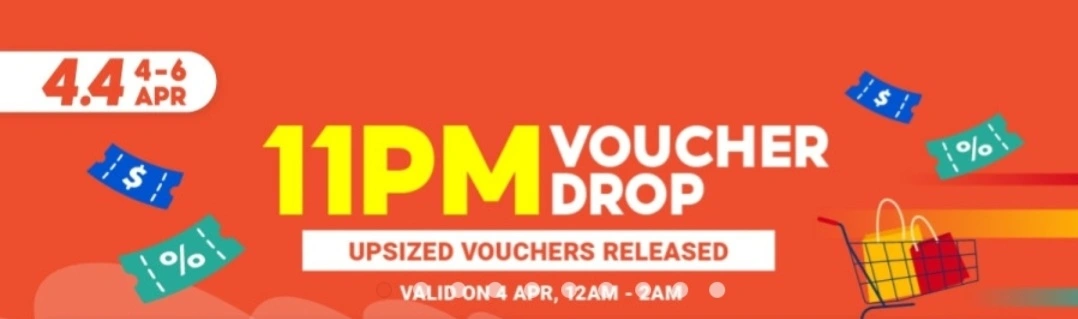 4.4 4-6
APR
11PM VOUCHER
DROP
UPSIZED VOUCHERS RELEASED
VALID ON 4 APR, 12AM - 2AM
$
%
$
%